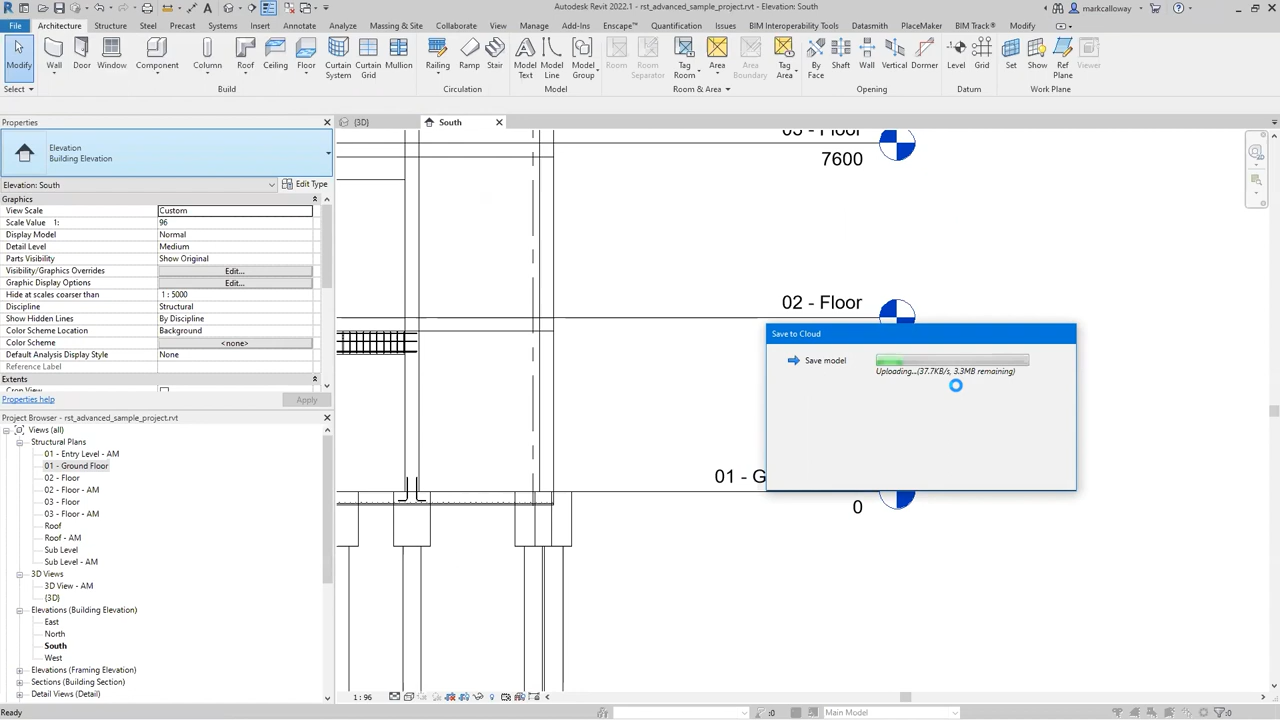 Autodesk Revit 2022.1 - rst_advanced_sample_project.rvt - Elevation: South
markcalloway
File Architecture Structure Steel Precast Systems Insert Annotate Analyze Massing & Site Collaborate View Manage Add-Ins Enscape™ Quantification Issues BIM Interoperability Tools Datasmith PlaceMaker BIM Track® Modify
Modify Wall Door Window Component Column Roof Ceiling Floor Curtain System Curtain Grid Mullion Railing Ramp Stair Model Text Model Line Model Group Room Room Separator Tag Room Area Area Boundary Tag Area By Face Shaft Wall Vertical Dormer Level Grid Set Show Ref Plane Viewer
Select Build Circulation Model Room & Area Opening Datum Work Plane
Properties
{3D} South
Elevation
Building Elevation
Elevation: South Edit Type
Graphics
View Scale Custom
Scale Value 1: 96
Display Model Normal
Detail Level Medium
Parts Visibility Show Original
Visibility/Graphics Overrides Edit...
Graphic Display Options Edit...
Hide at scales coarser than 1 : 5000
Discipline Structural
Show Hidden Lines By Discipline
Color Scheme Location Background
Color Scheme <none>
Default Analysis Display Style None
Reference Label
Extents
Crop View
Properties help Apply
Project Browser - rst_advanced_sample_project.rvt
Views (all)
Structural Plans
01 - Entry Level - AM
01 - Ground Floor
02 - Floor
02 - Floor - AM
03 - Floor
03 - Floor - AM
Roof
Roof - AM
Sub Level
Sub Level - AM
3D Views
3D View - AM
{3D}
Elevations (Building Elevation)
East
North
South
West
Elevations (Framing Elevation)
Building Sections (Section)
Detail Views (Detail)
03 - Floor
7600
02 - Floor
01 - G
0
Save to Cloud
Save model
Uploading...(37.7KB/s, 3.3MB remaining)
1 : 96
Ready
:0 Main Model :0